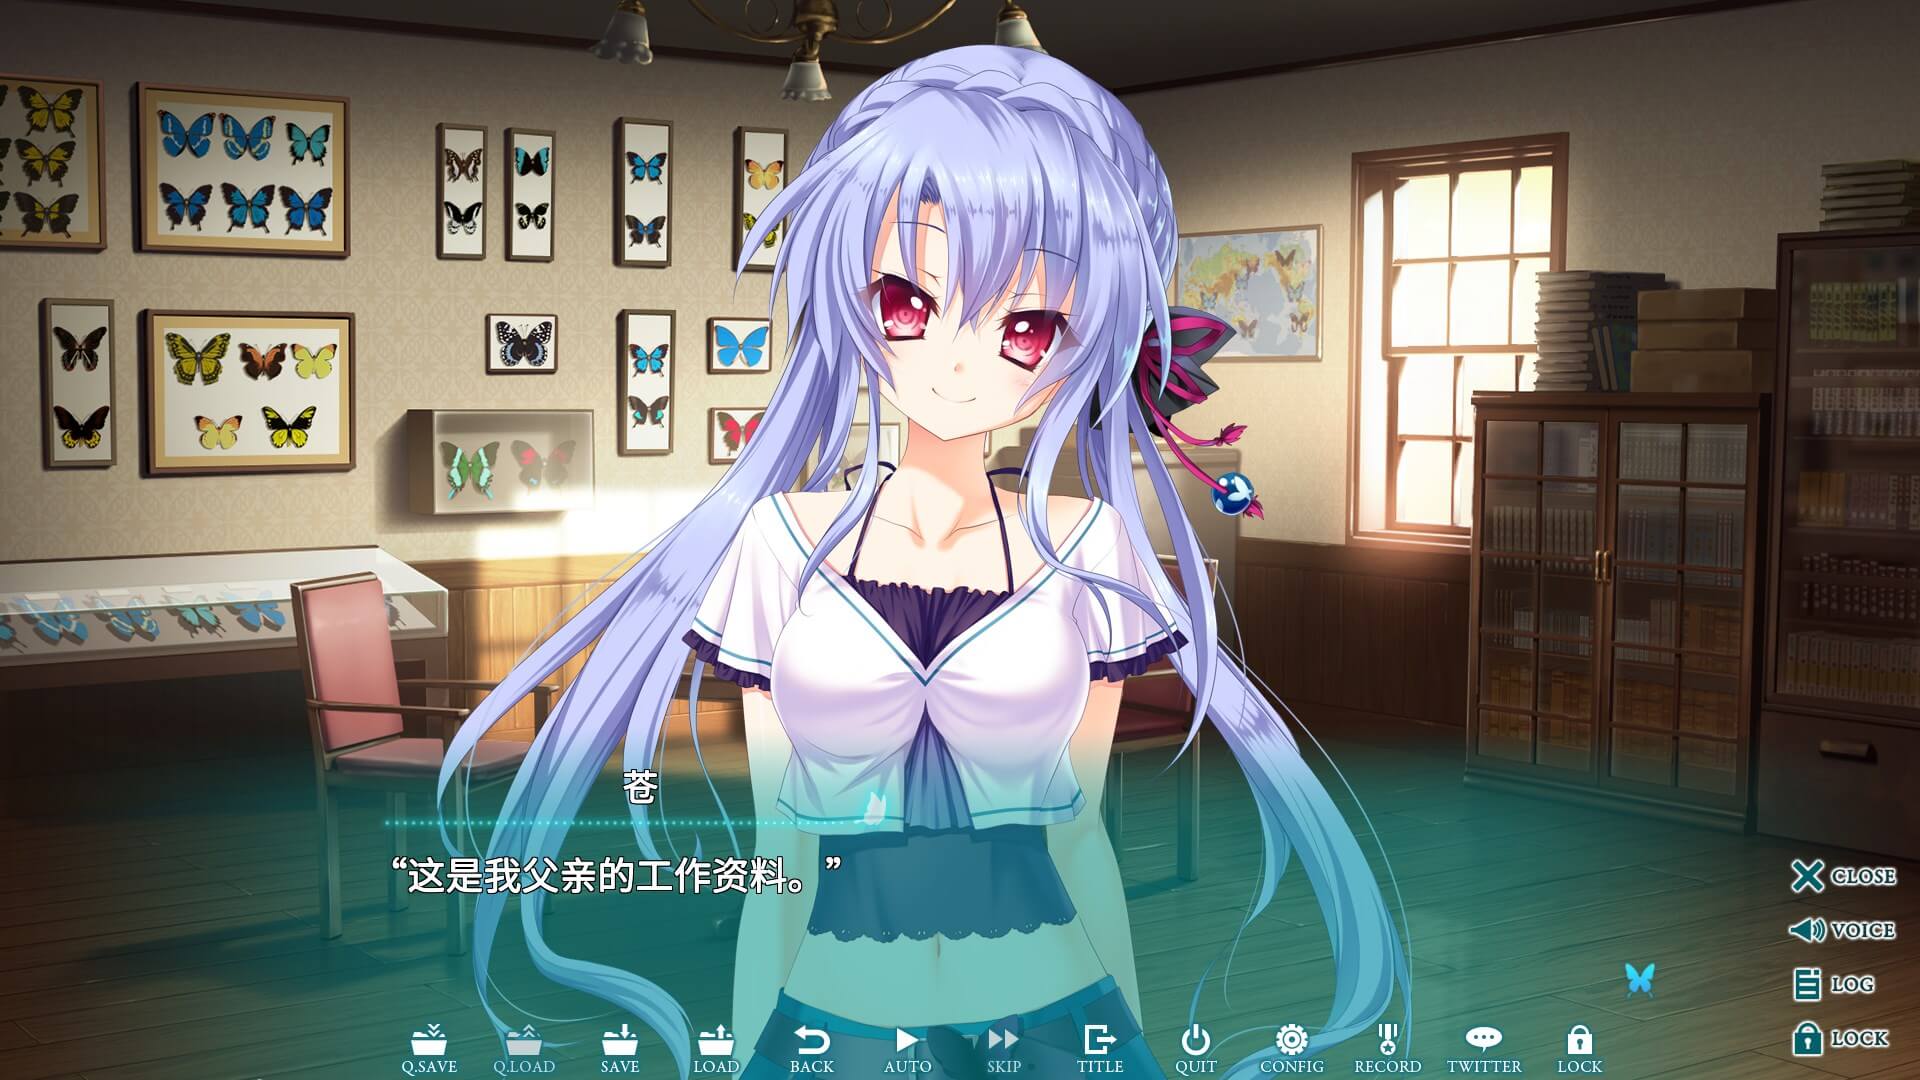 苍
“这是我父亲的工作资料。”
CLOSE
VOICE
LOG
LOCK
Q.SAVE
Q.LOAD
SAVE
LOAD
BACK
AUTO
SKIP
TITLE
QUIT
CONFIG
RECORD
TWITTER
LOCK